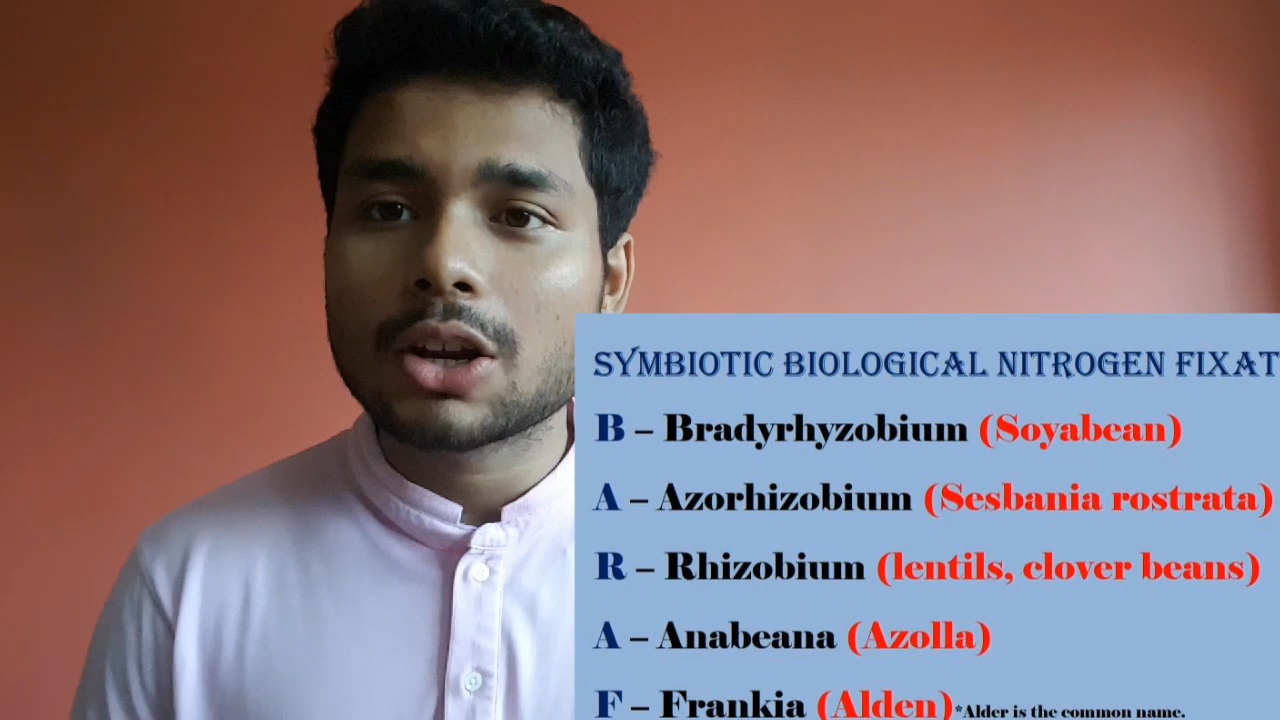 SYMBIOTIC BIOLOGICAL NITROGEN FIXAT
B – Bradyrhyzobium (Soyabean)
A – Azorhizobium (Sesbania rostrata)
R – Rhizobium (lentils, clover beans)
A – Anabeana (Azolla)
F – Frankia (Alden)*Alder is the common name.